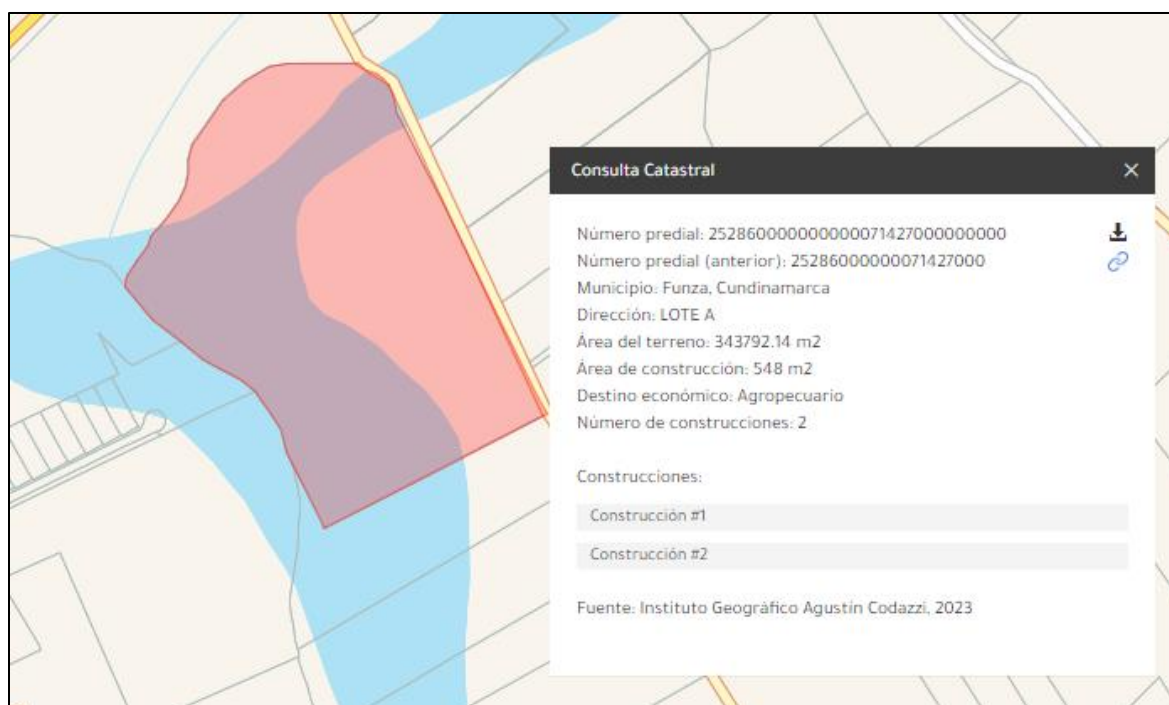 Consulta Catastral
Número predial: 252860000000000071427000000000
Número predial (anterior): 25286000000071427000
Municipio: Funza, Cundinamarca
Dirección: LOTE A
Área del terreno: 343792.14 m2
Área de construcción: 548 m2
Destino económico: Agropecuario
Número de construcciones: 2
Construcciones:
Construcción #1
Construcción #2
Fuente: Instituto Geográfico Agustín Codazzi, 2023